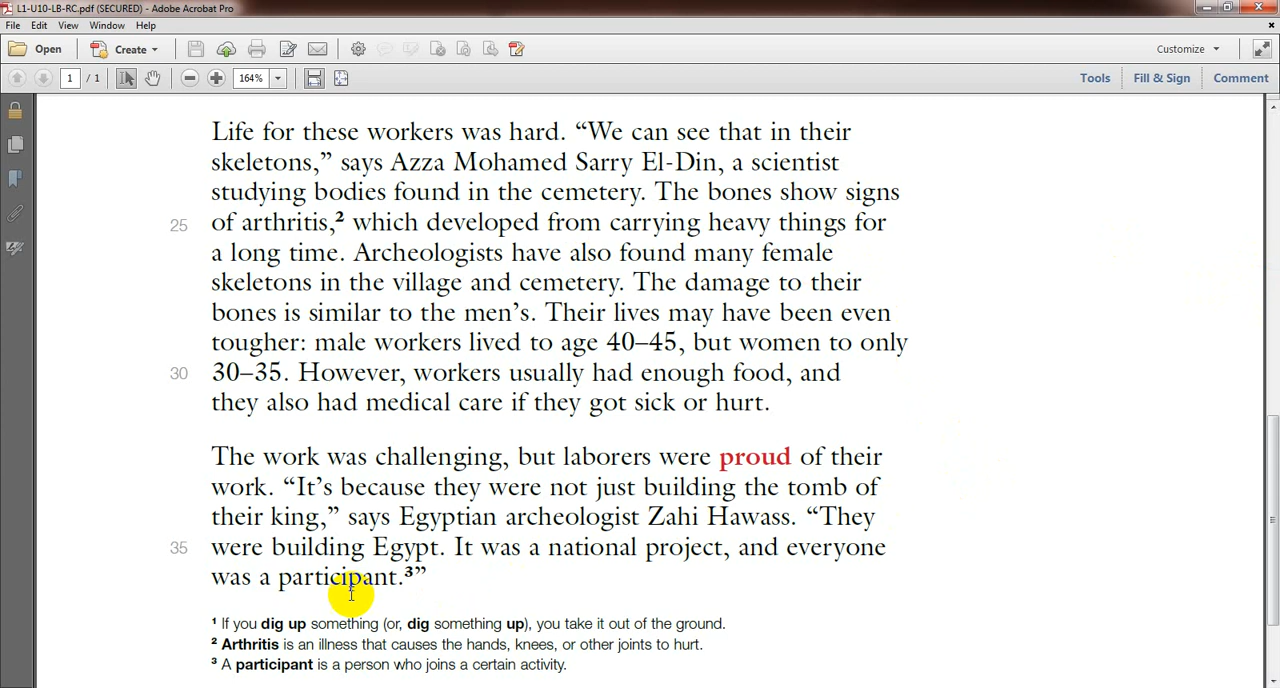 L1-U10-LB-RC.pdf (SECURED) - Adobe Acrobat Pro
File Edit View Window Help
Open Create Customize
1 / 1 164% Tools Fill & Sign Comment
Life for these workers was hard. “We can see that in their
skeletons,” says Azza Mohamed Sarry El-Din, a scientist
studying bodies found in the cemetery. The bones show signs
25 of arthritis,² which developed from carrying heavy things for
a long time. Archeologists have also found many female
skeletons in the village and cemetery. The damage to their
bones is similar to the men’s. Their lives may have been even
tougher: male workers lived to age 40–45, but women to only
30 30–35. However, workers usually had enough food, and
they also had medical care if they got sick or hurt.
The work was challenging, but laborers were proud of their
work. “It’s because they were not just building the tomb of
their king,” says Egyptian archeologist Zahi Hawass. “They
35 were building Egypt. It was a national project, and everyone
was a participant.³”
¹ If you dig up something (or, dig something up), you take it out of the ground.
² Arthritis is an illness that causes the hands, knees, or other joints to hurt.
³ A participant is a person who joins a certain activity.